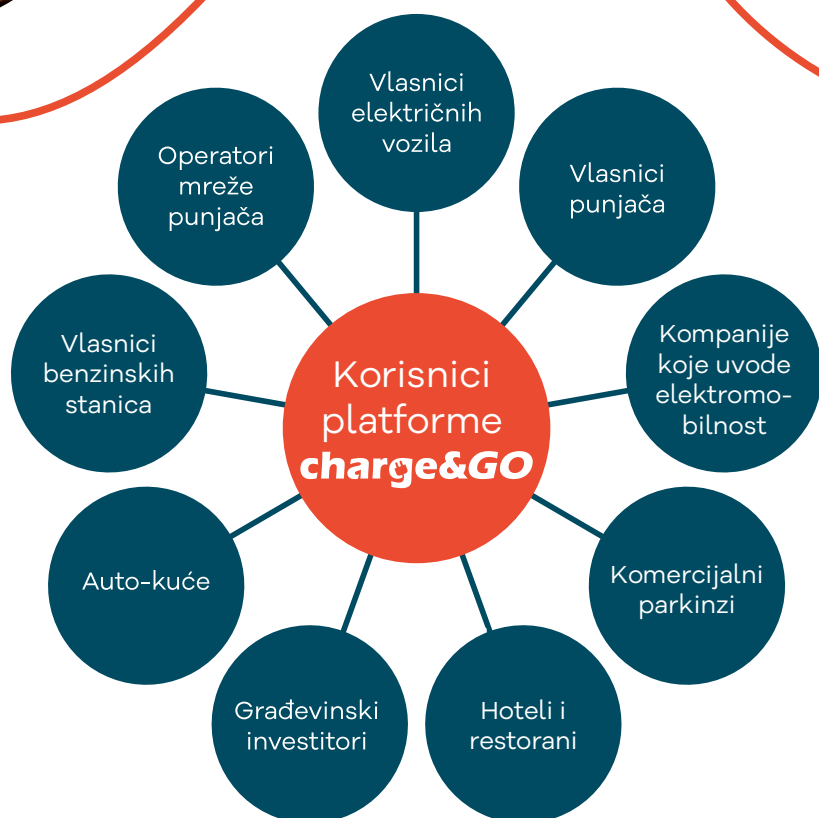 Vlasnici
električnih
vozila
Vlasnici
punjača
Kompanije
koje uvode
elektromo-
bilnost
Komercijalni
parkinzi
Hoteli i
restorani
Građevinski
investitori
Auto-kuće
Vlasnici
benzinskih
stanica
Operatori
mreže
punjača
Korisnici
platforme
charge&GO